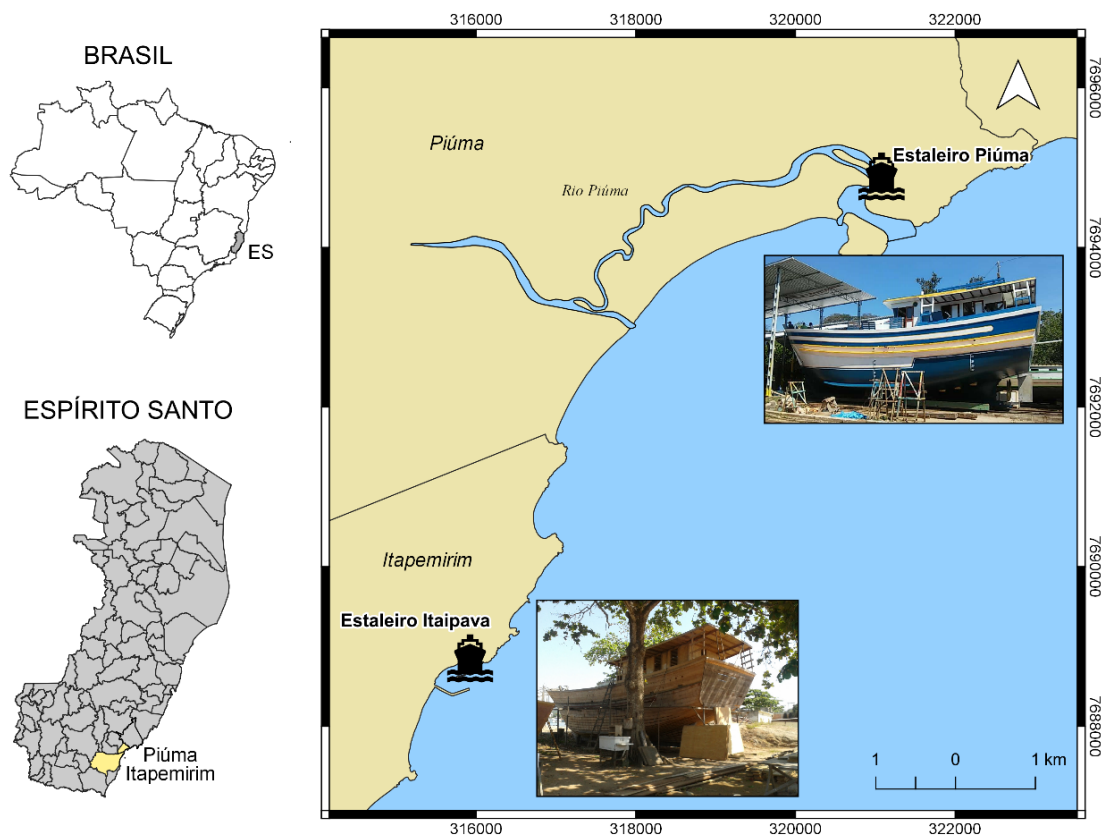 BRASIL
ES
ESPÍRITO SANTO
Piúma
Itapemirim
316000
318000
320000
322000
7696000
7694000
7692000
7690000
7688000
Piúma
Rio Piúma
Estaleiro Piúma
Itapemirim
Estaleiro Itaipava
1
0
1 km
316000
318000
320000
322000